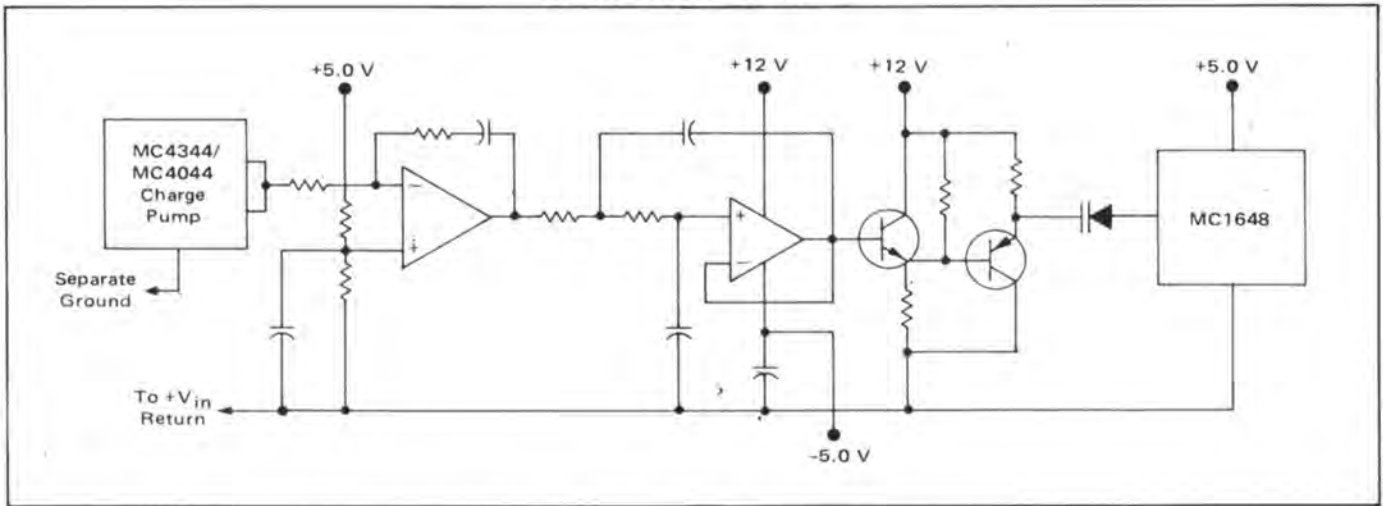 +5.0 V
+12 V
+12 V
+5.0 V
MC4344/
MC4044
Charge
Pump
−
+
+
−
MC1648
Separate
Ground
To +Vin
Return
-5.0 V